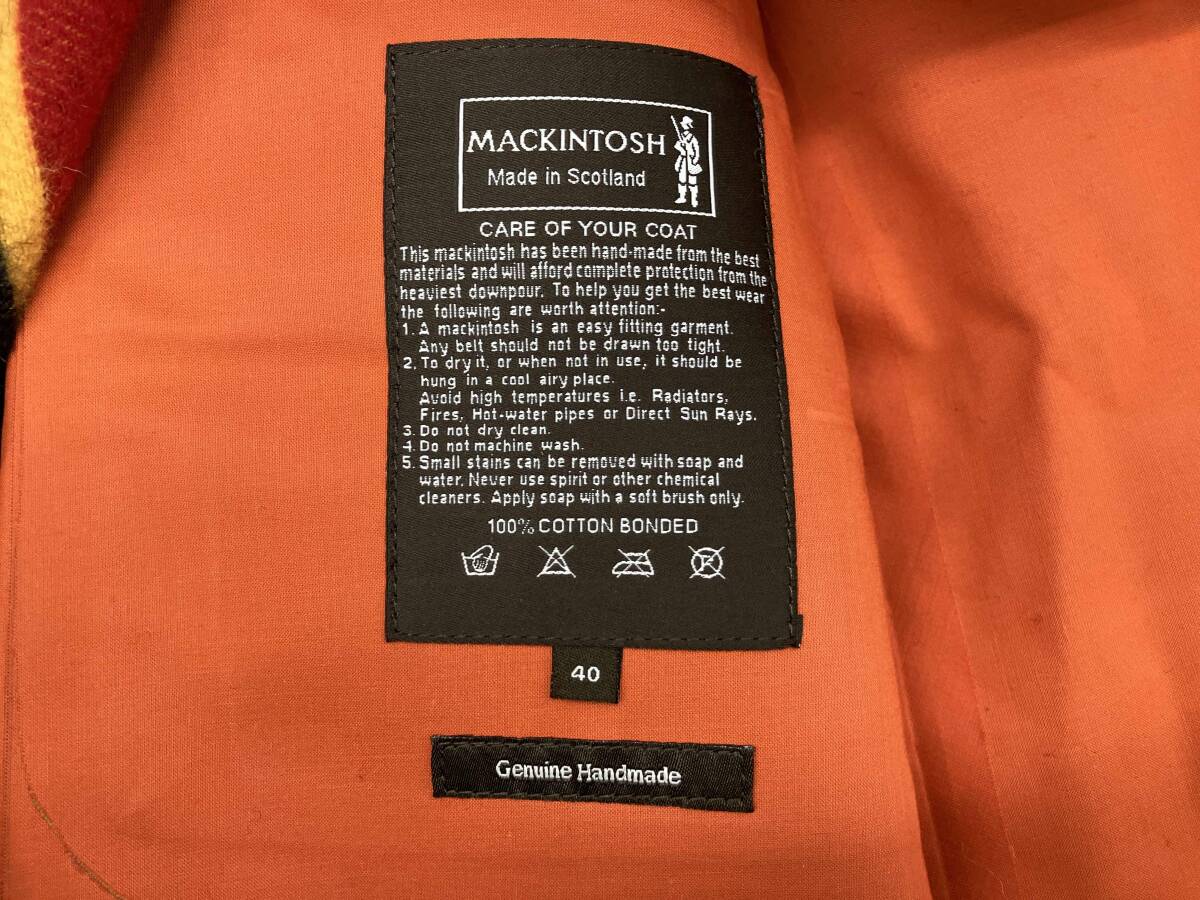 MACKINTOSH
Made in Scotland
CARE OF YOUR COAT
This mackintosh has been hand-made from the best
materials and will afford complete protection from the
heaviest downpour. To help you get the best wear
the following are worth attention:-
1. A mackintosh is an easy fitting garment.
Any belt should not be drawn too tight.
2. To dry it, or when not in use, it should be
hung in a cool airy place.
Avoid high temperatures i.e. Radiators,
Fires, Hot-water pipes or Direct Sun Rays.
3. Do not dry clean.
4. Do not machine wash.
5. Small stains can be removed with soap and
water. Never use spirit or other chemical
cleaners. Apply soap with a soft brush only.
100% COTTON BONDED
40
Genuine Handmade